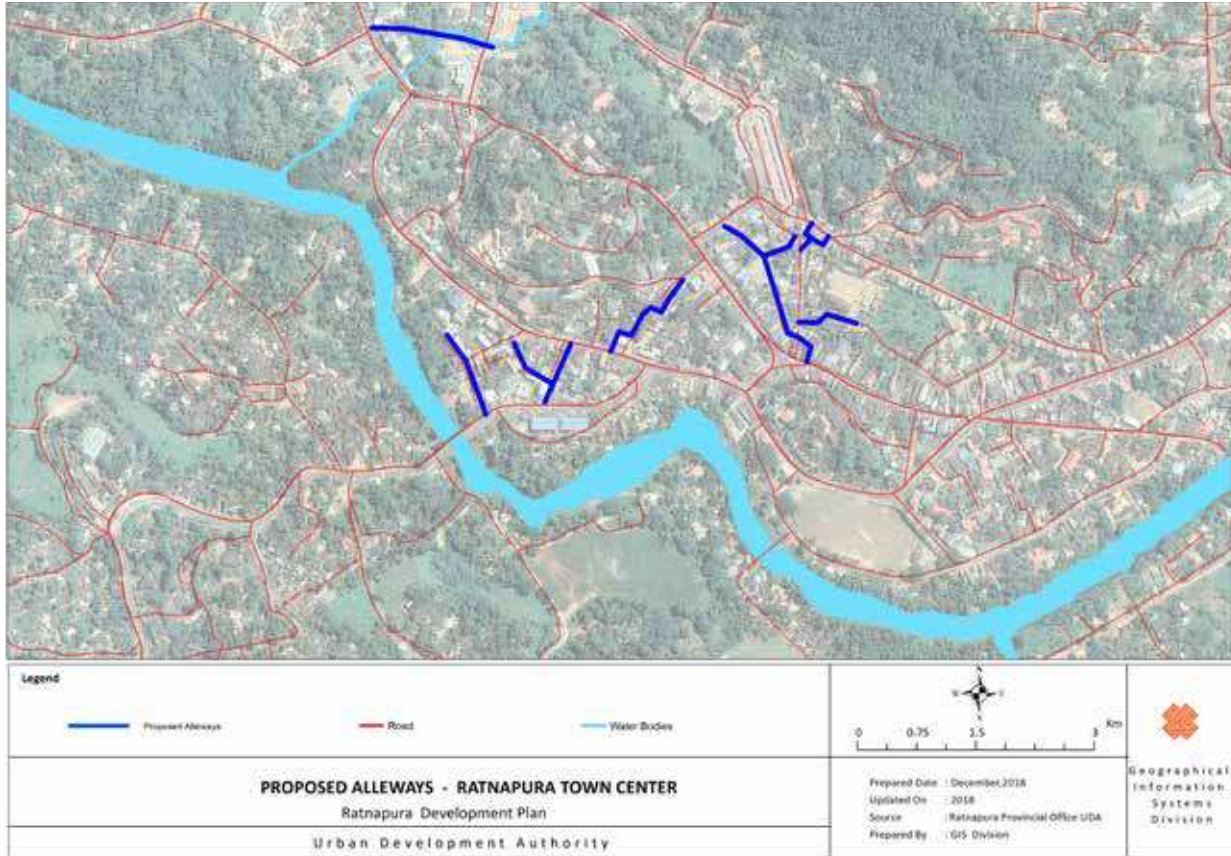 Legend
Proposed Alleways
Road
Water Bodies
N
E
0 0.75 1.5 3 Km
PROPOSED ALLEWAYS - RATNAPURA TOWN CENTER
Ratnapura Development Plan
Urban Development Authority
Prepared Date : December,2018
Updated On : 2018
Source : Ratnapura Provincial Office UDA
Prepared By : GIS Division
Geographical
Information
Systems
Division